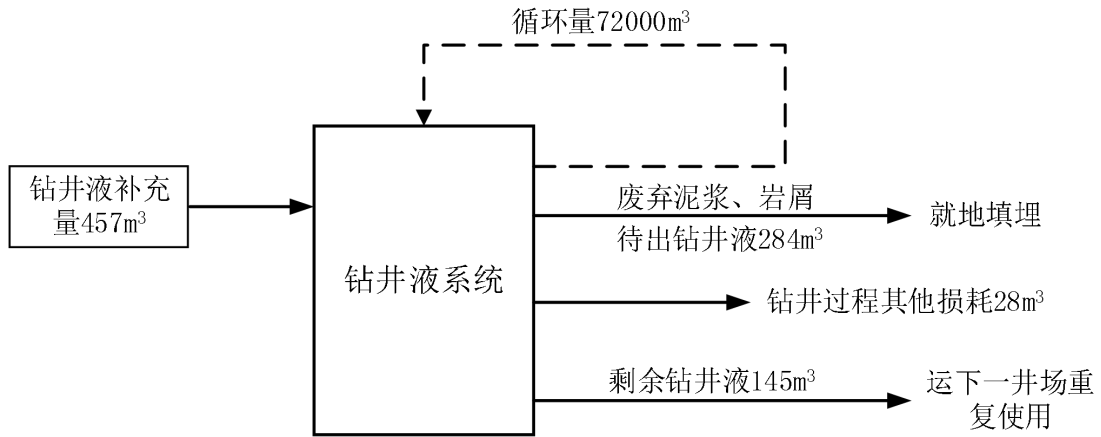 循环量72000m³
钻井液补充
量457m³
钻井液系统
废弃泥浆、岩屑
待出钻井液284m³
就地填埋
钻井过程其他损耗28m³
剩余钻井液145m³
运下一井场重
复使用